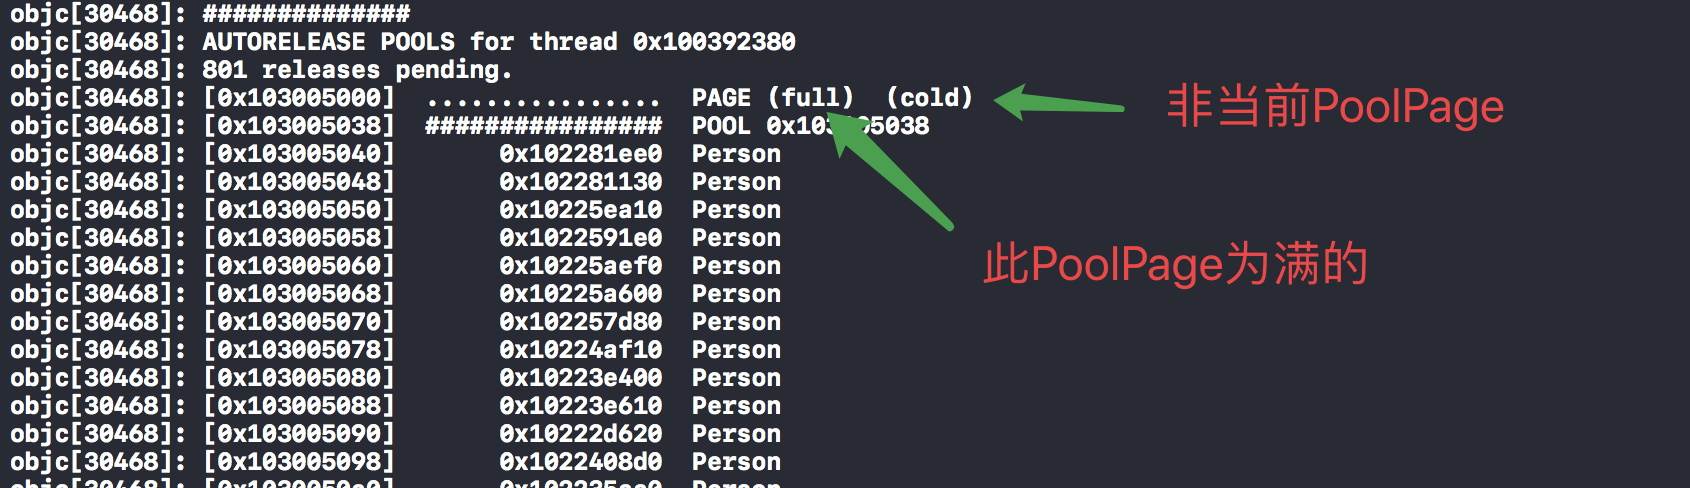 objc[30468]: ##############
objc[30468]: AUTORELEASE POOLS for thread 0x100392380
objc[30468]: 801 releases pending.
objc[30468]: [0x103005000]  ................  PAGE (full)  (cold)
非当前PoolPage
objc[30468]: [0x103005038]  ################  POOL 0x103005038
objc[30468]: [0x103005040]       0x102281ee0  Person
objc[30468]: [0x103005048]       0x102281130  Person
objc[30468]: [0x103005050]       0x10225ea10  Person
objc[30468]: [0x103005058]       0x1022591e0  Person
objc[30468]: [0x103005060]       0x10225aef0  Person
此PoolPage为满的
objc[30468]: [0x103005068]       0x10225a600  Person
objc[30468]: [0x103005070]       0x102257d80  Person
objc[30468]: [0x103005078]       0x10224af10  Person
objc[30468]: [0x103005080]       0x10223e400  Person
objc[30468]: [0x103005088]       0x10223e610  Person
objc[30468]: [0x103005090]       0x10222d620  Person
objc[30468]: [0x103005098]       0x1022408d0  Person